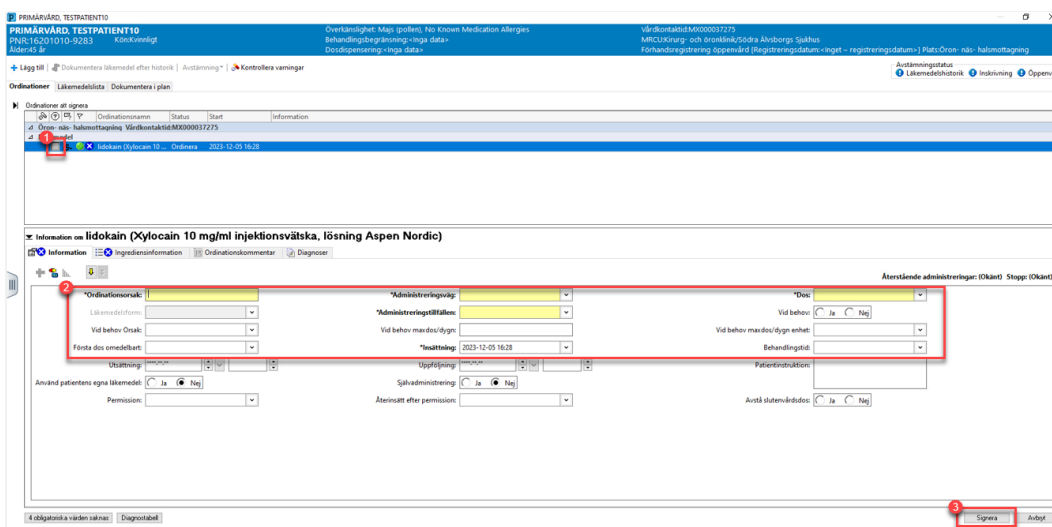 PRIMÄRVÅRD, TESTPATIENT10
PRIMÄRVÅRD, TESTPATIENT10
Överkänslighet: Majs (pollen), No Known Medication Allergies
Vårdkontaktid:MX000037275
PNR:16201010-9283 Kön:Kvinnligt
Behandlingsbegränsning:<Inga data>
MRCU:Kirurg- och öronklinik/Södra Älvsborgs Sjukhus
Ålder:45 år
Dosdispensering:<Inga data>
Förhandsregistrering öppenvård [Registreringsdatum:<Inget – registreringsdatum>] Plats:Öron- näs- halsmottagning
Lägg till Dokumentera läkemedel efter historik Avstämning Kontrollera varningar
Avstämningsstatus
Läkemedelshistorik Inskrivning Öppenv
Ordinationer Läkemedelslista Dokumentera i plan
Ordinationer att signera
Ordinationsnamn Status Start Information
Öron- näs- halsmottagning Vårdkontaktid:MX000037275
1
lidokain (Xylocain 10 ... Ordinera 2023-12-05 16:28
Information om lidokain (Xylocain 10 mg/ml injektionsvätska, lösning Aspen Nordic)
Information Ingrediensinformation Ordinationskommentar Diagnoser
Återstående administreringar: (Okänt) Stopp: (Okänt)
2
*Ordinationsorsak: *Administreringsväg: *Dos:
Läkemedelsform: *Administreringstillfällen: Vid behov: Ja Nej
Vid behov Orsak: Vid behov maxdos/dygn: Vid behov maxdos/dygn enhet:
Första dos omedelbart: *Insättning: 2023-12-05 16:28 Behandlingstid:
Utsättning: Uppföljning: Patientinstruktion:
Använd patientens egna läkemedel: Ja Nej Självadministrering: Ja Nej
Permission: Återinsätt efter permission: Avstå slutenvårdsdos: Ja Nej
3
4 obligatoriska värden saknas Diagnostabell Signera Avbryt